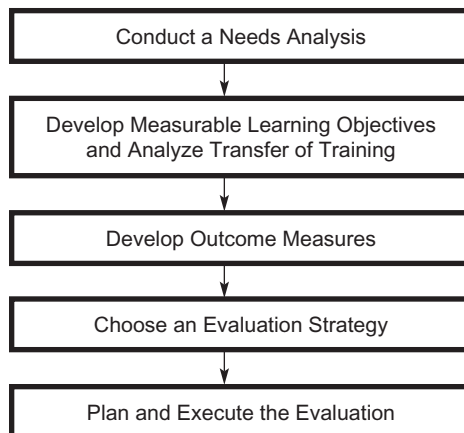 Conduct a Needs Analysis
Develop Measurable Learning Objectives
and Analyze Transfer of Training
Develop Outcome Measures
Choose an Evaluation Strategy
Plan and Execute the Evaluation